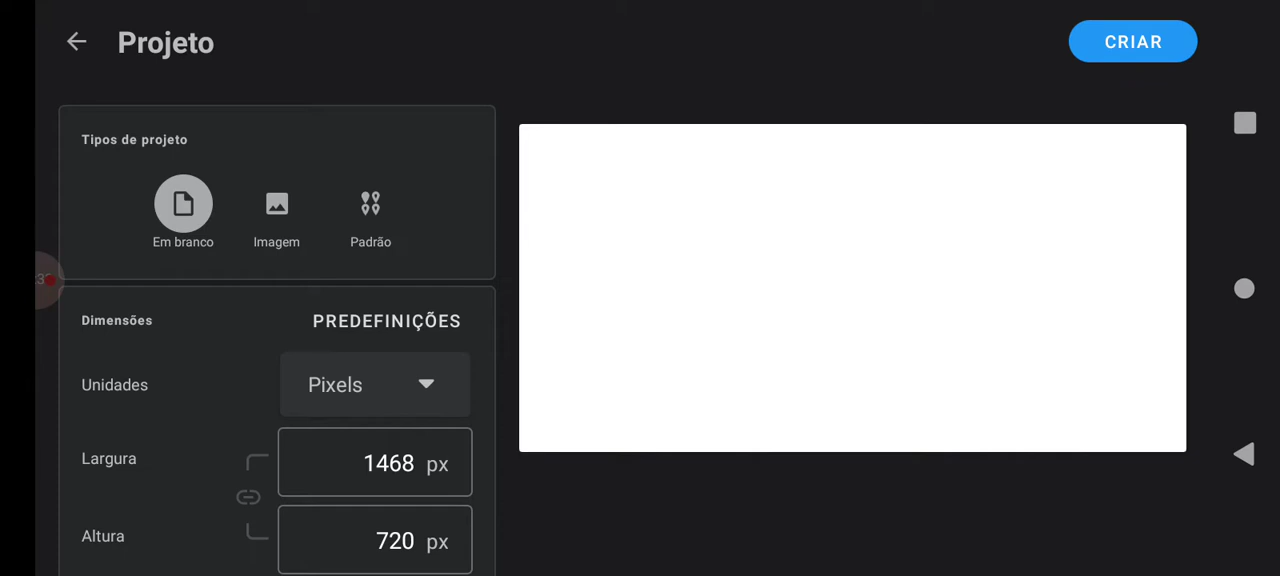 Projeto
CRIAR
Tipos de projeto
Em branco
Imagem
Padrão
Dimensões
PREDEFINIÇÕES
Unidades
Pixels
Largura
1468 px
Altura
720 px